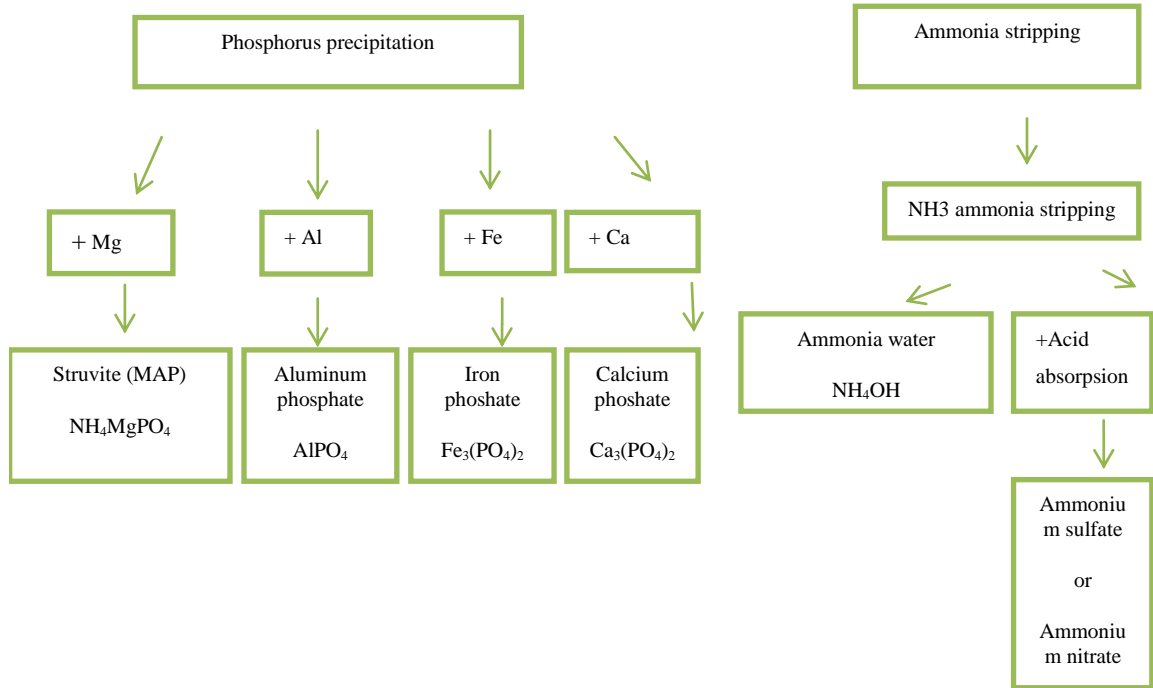 Phosphorus precipitation
Ammonia stripping
+ Mg
+ Al
+ Fe
+ Ca
NH3 ammonia stripping
Struvite (MAP)
NH₄MgPO₄
Aluminum
phosphate
AlPO₄
Iron
phoshate
Fe₃(PO₄)₂
Calcium
phoshate
Ca₃(PO₄)₂
Ammonia water
NH₄OH
+Acid
absorpsion
Ammoniu
m sulfate
or
Ammoniu
m nitrate